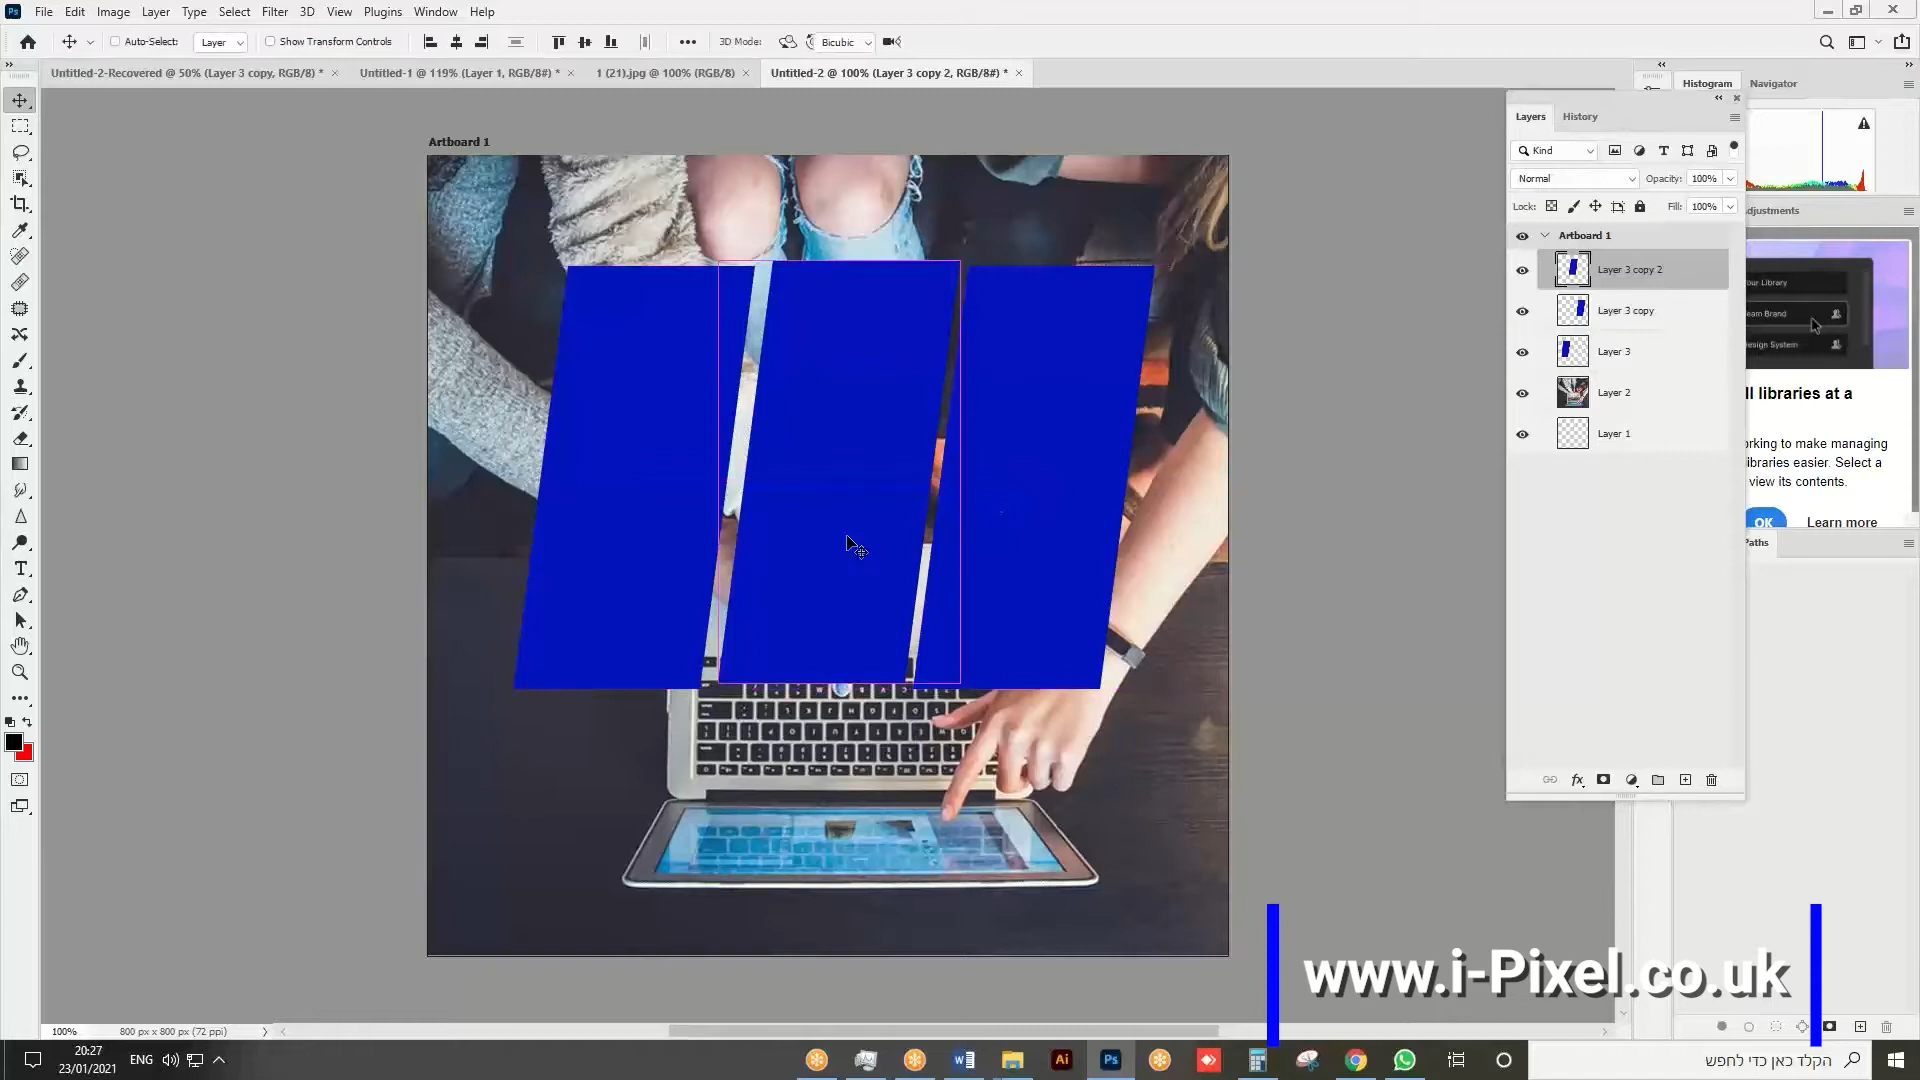 Ps File Edit Image Layer Type Select Filter 3D View Plugins Window Help
Auto-Select: Layer Show Transform Controls 3D Mode: Bicubic
Untitled-2-Recovered @ 50% (Layer 3 copy, RGB/8) * × Untitled-1 @ 119% (Layer 1, RGB/8#) * × 1 (21).jpg @ 100% (RGB/8) × Untitled-2 @ 100% (Layer 3 copy 2, RGB/8#) * ×
Histogram Navigator
Layers History
Artboard 1
Kind
Normal Opacity: 100%
Lock: Fill: 100%
djustments
Artboard 1
Layer 3 copy 2
Layer 3 copy
Layer 3
Layer 2
Layer 1
our Library
eam Brand
esign System
ll libraries at a
orking to make managing
libraries easier. Select a
view its contents.
OK Learn more
Paths
fx
www.i-Pixel.co.uk
100% 800 px x 800 px (72 ppi)
20:27
23/01/2021
ENG
Ai Ps
הקלד כאן כדי לחפש